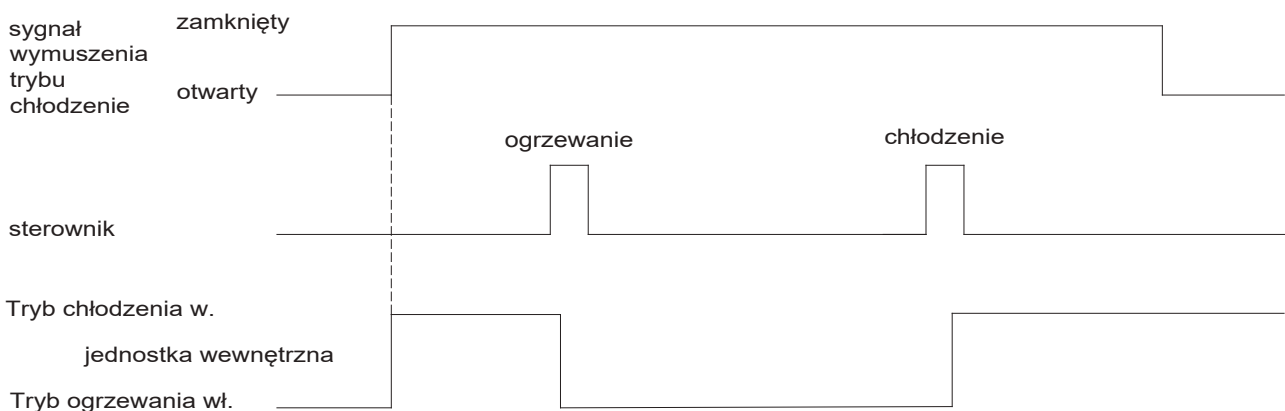 sygnał
wymuszenia
trybu
chłodzenie
zamknięty
otwarty
ogrzewanie
chłodzenie
sterownik
Tryb chłodzenia w.
jednostka wewnętrzna
Tryb ogrzewania wł.